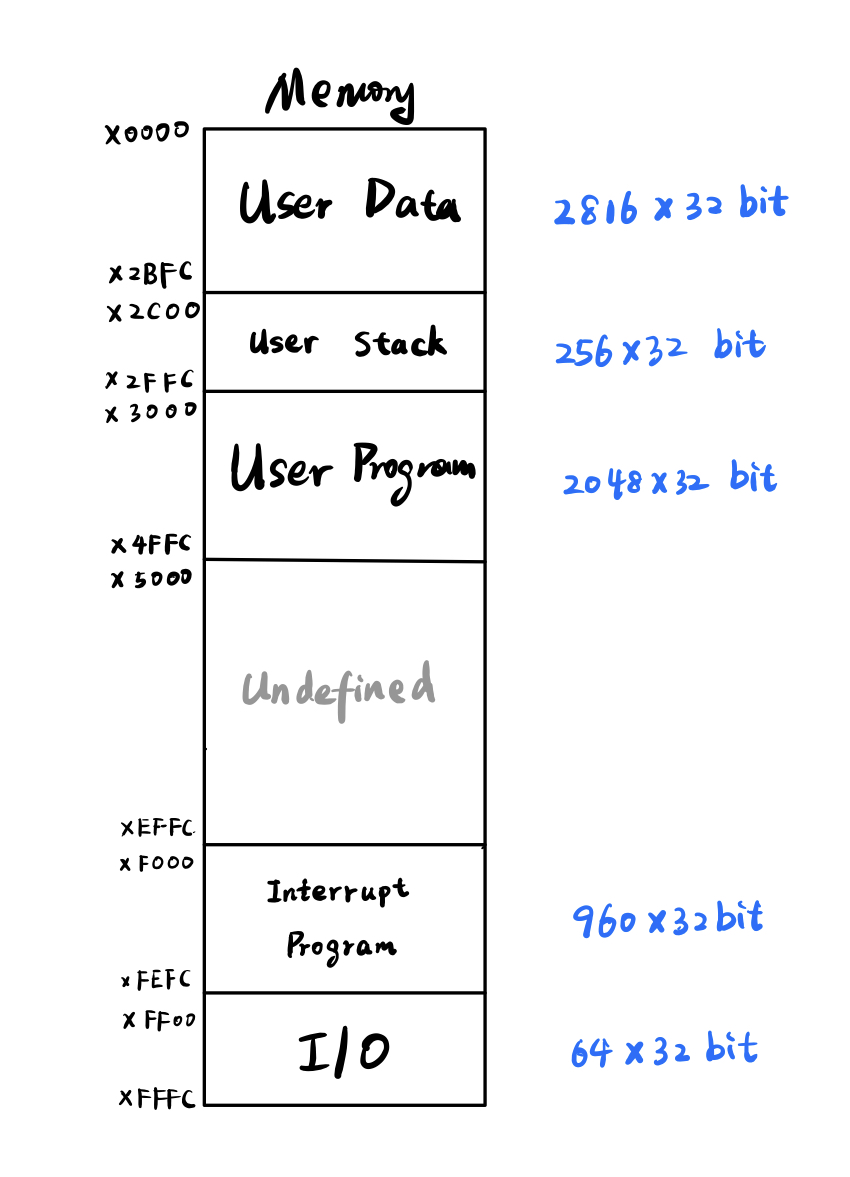 Memory
x0000
User Data
2816 x 32 bit
x2BFC
x2C00
User Stack
256 x 32 bit
x2FFC
x3000
User Program
2048 x 32 bit
x4FFC
x5000
Undefined
xEFFC
xF000
Interrupt
Program
960 x 32 bit
xFEFC
xFF00
I/O
64 x 32 bit
xFFFC